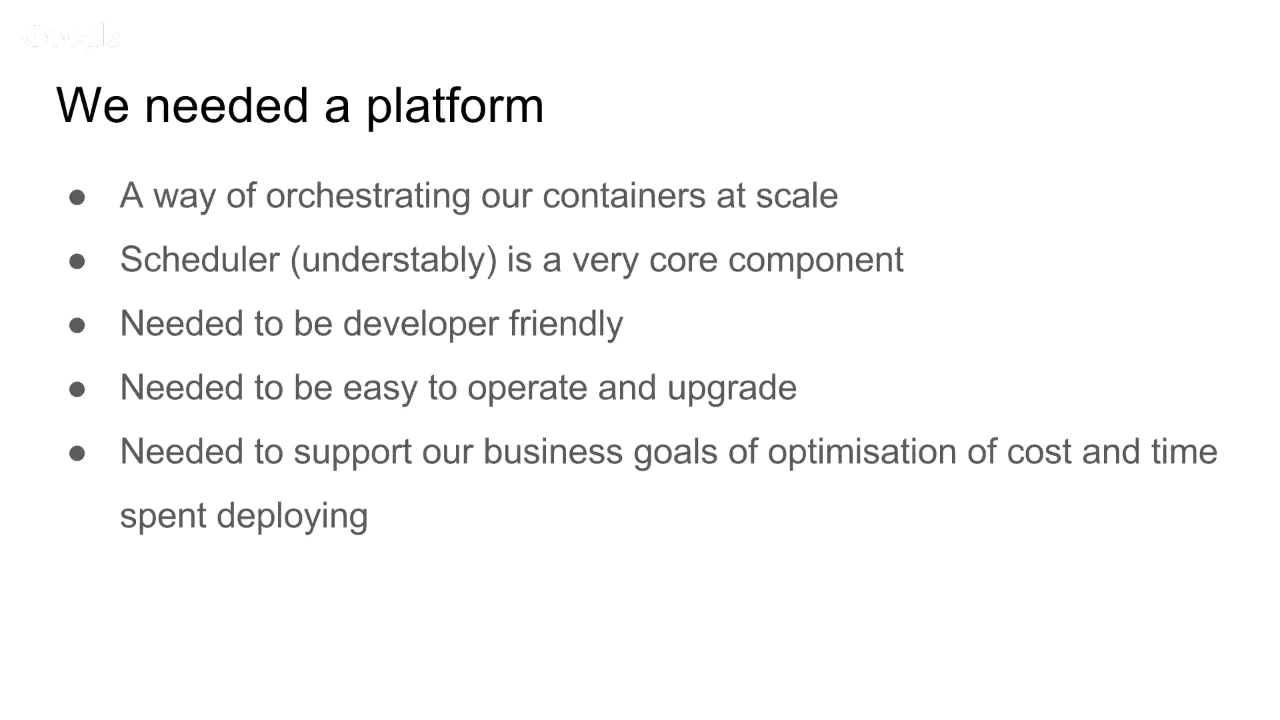 We needed a platform
● A way of orchestrating our containers at scale
● Scheduler (understably) is a very core component
● Needed to be developer friendly
● Needed to be easy to operate and upgrade
● Needed to support our business goals of optimisation of cost and time
spent deploying